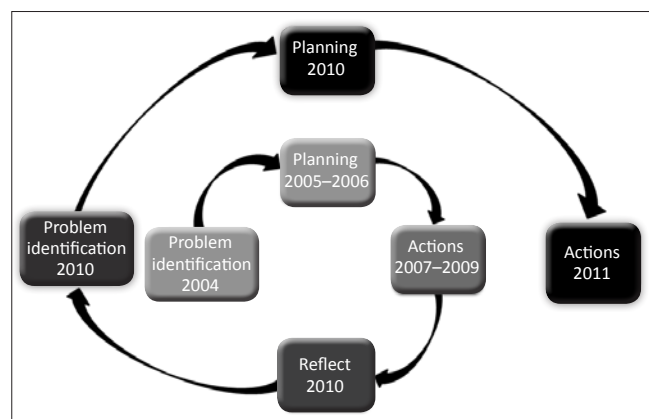 Planning
2010
Planning
2005–2006
Problem
identification
2010
Problem
identification
2004
Actions
2007–2009
Actions
2011
Reflect
2010